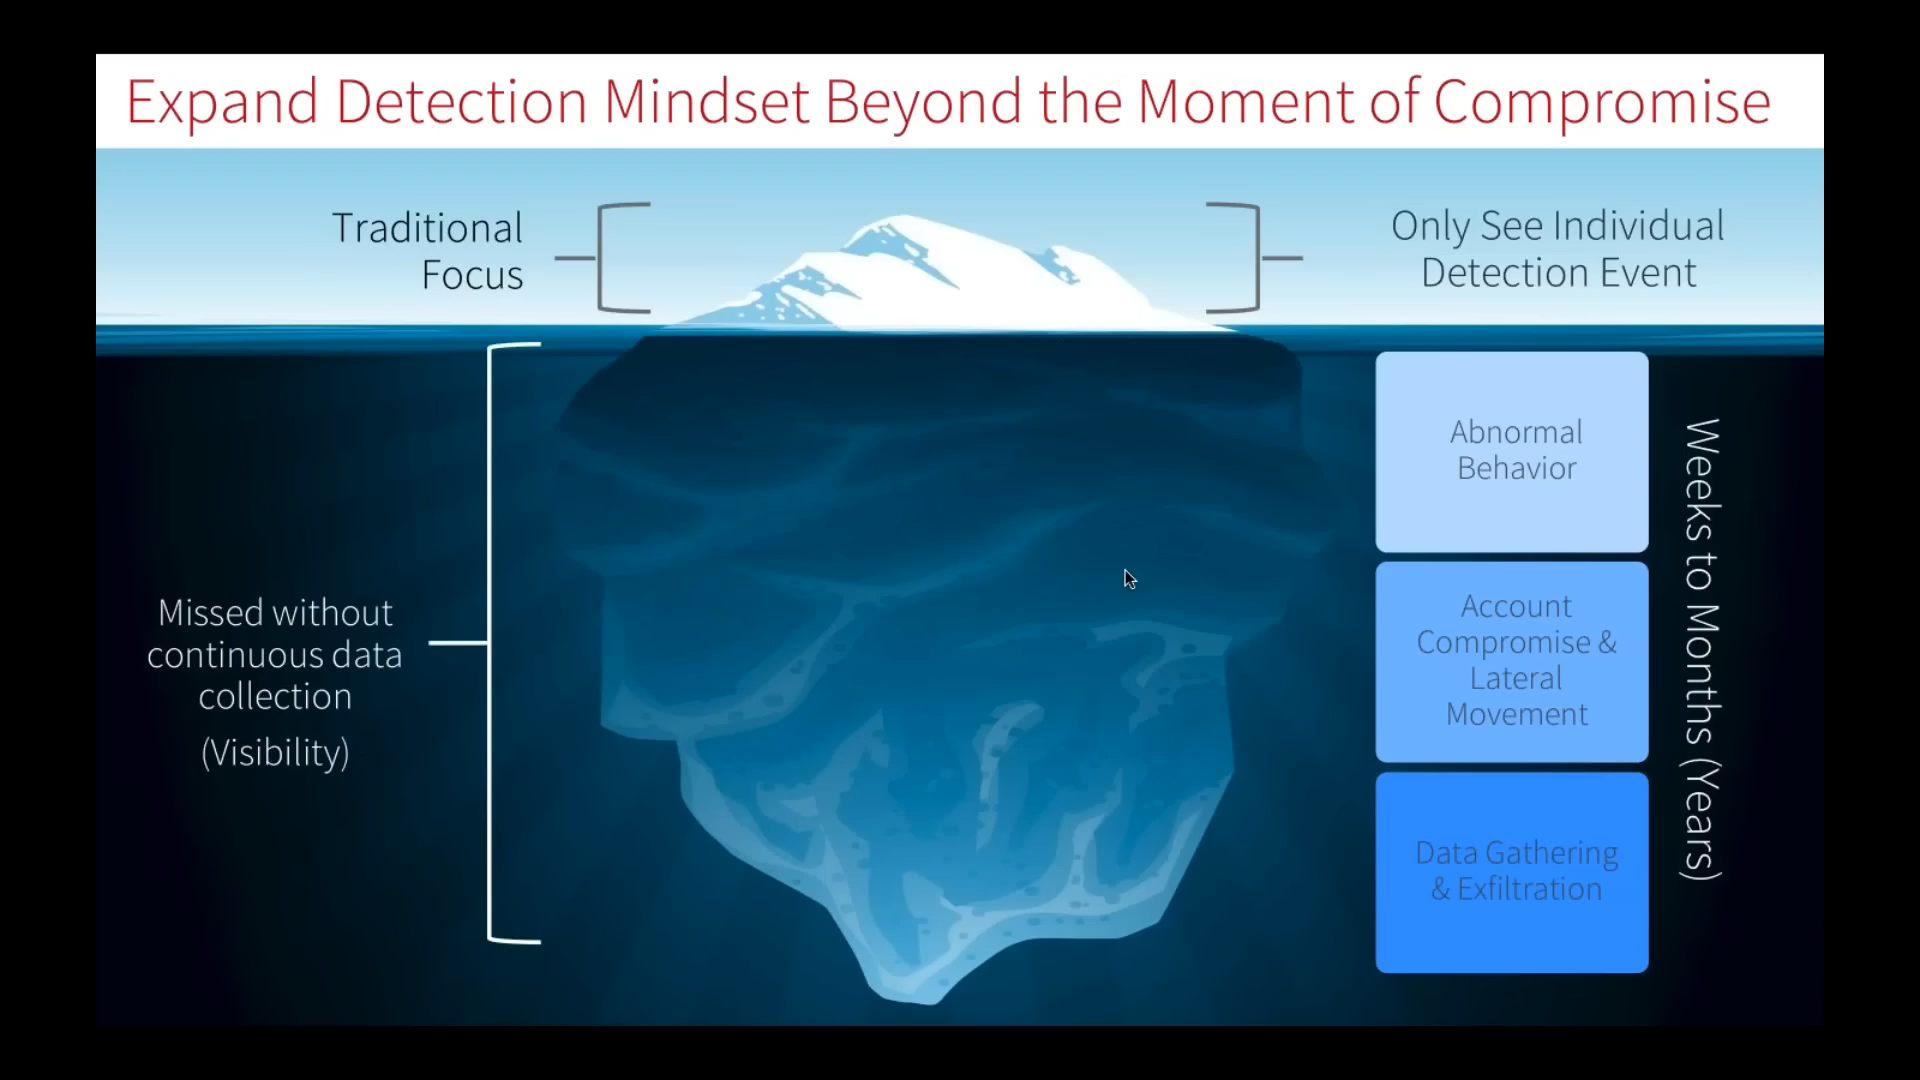 Expand Detection Mindset Beyond the Moment of Compromise
Traditional
Focus
Only See Individual
Detection Event
Missed without
continuous data
collection
(Visibility)
Abnormal
Behavior
Account
Compromise &
Lateral
Movement
Data Gathering
& Exfiltration
Weeks to Months (Years)